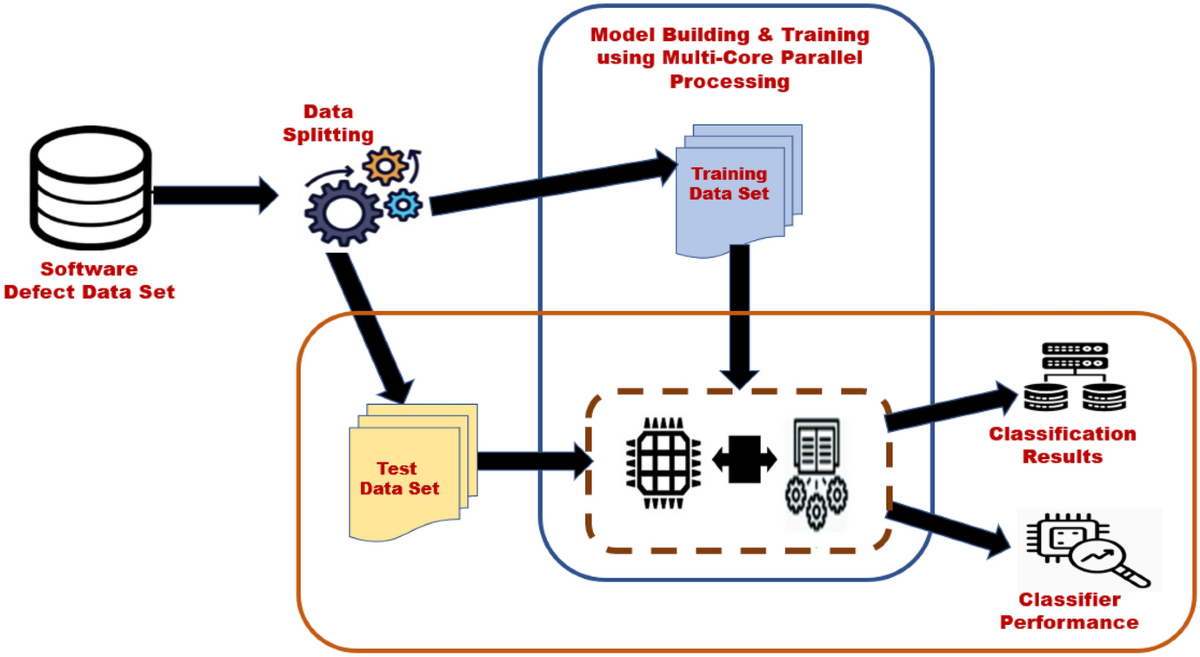 Model Building & Training
using Multi-Core Parallel
Processing
Data
Splitting
Training
Data Set
Software
Defect Data Set
Test
Data Set
Classification
Results
Classifier
Performance